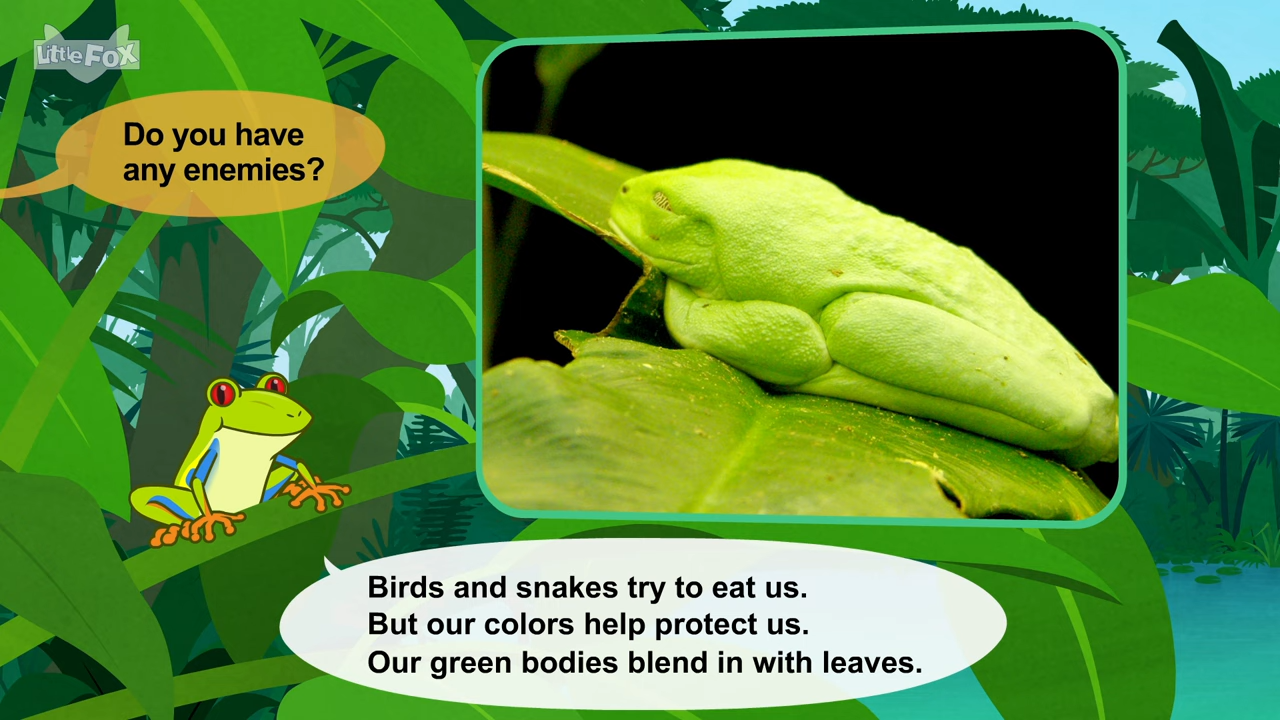 Little Fox
Do you have
any enemies?
Birds and snakes try to eat us.
But our colors help protect us.
Our green bodies blend in with leaves.